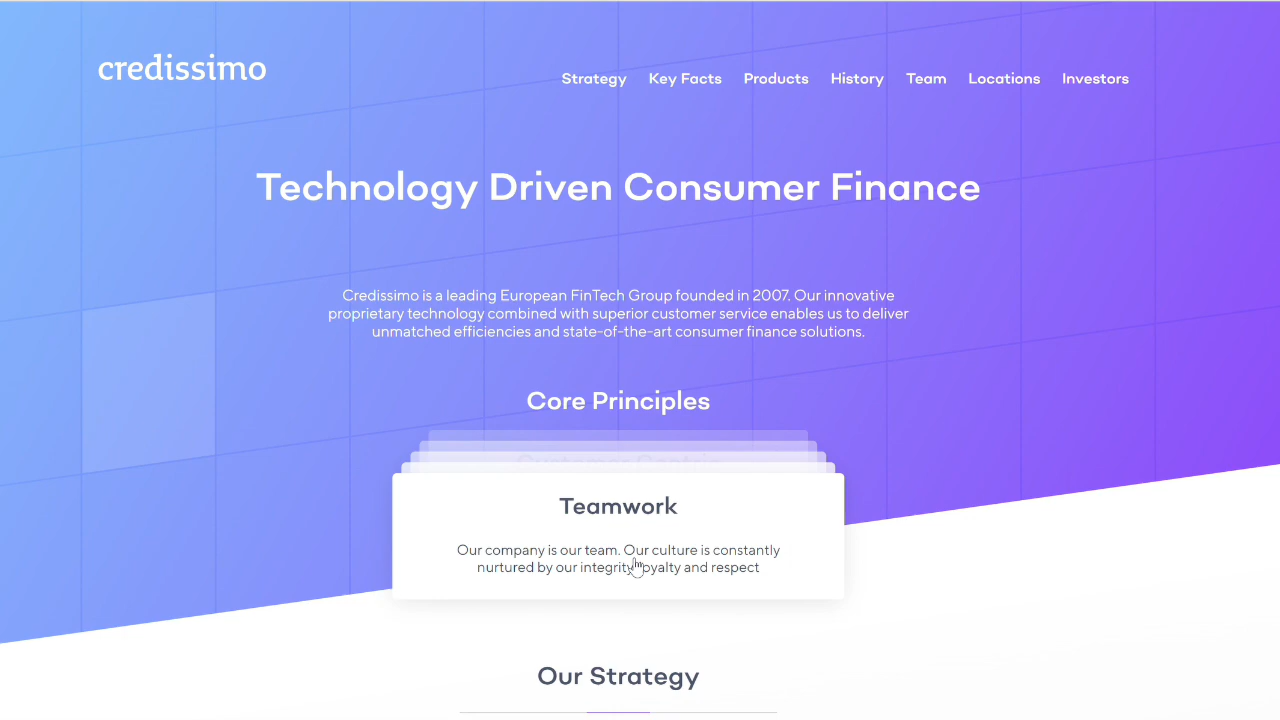 credissimo
Strategy Key Facts Products History Team Locations Investors
Technology Driven Consumer Finance
Credissimo is a leading European FinTech Group founded in 2007. Our innovative
proprietary technology combined with superior customer service enables us to deliver
unmatched efficiencies and state-of-the-art consumer finance solutions.
Core Principles
Teamwork
Our company is our team. Our culture is constantly
nurtured by our integrity, loyalty and respect
Our Strategy